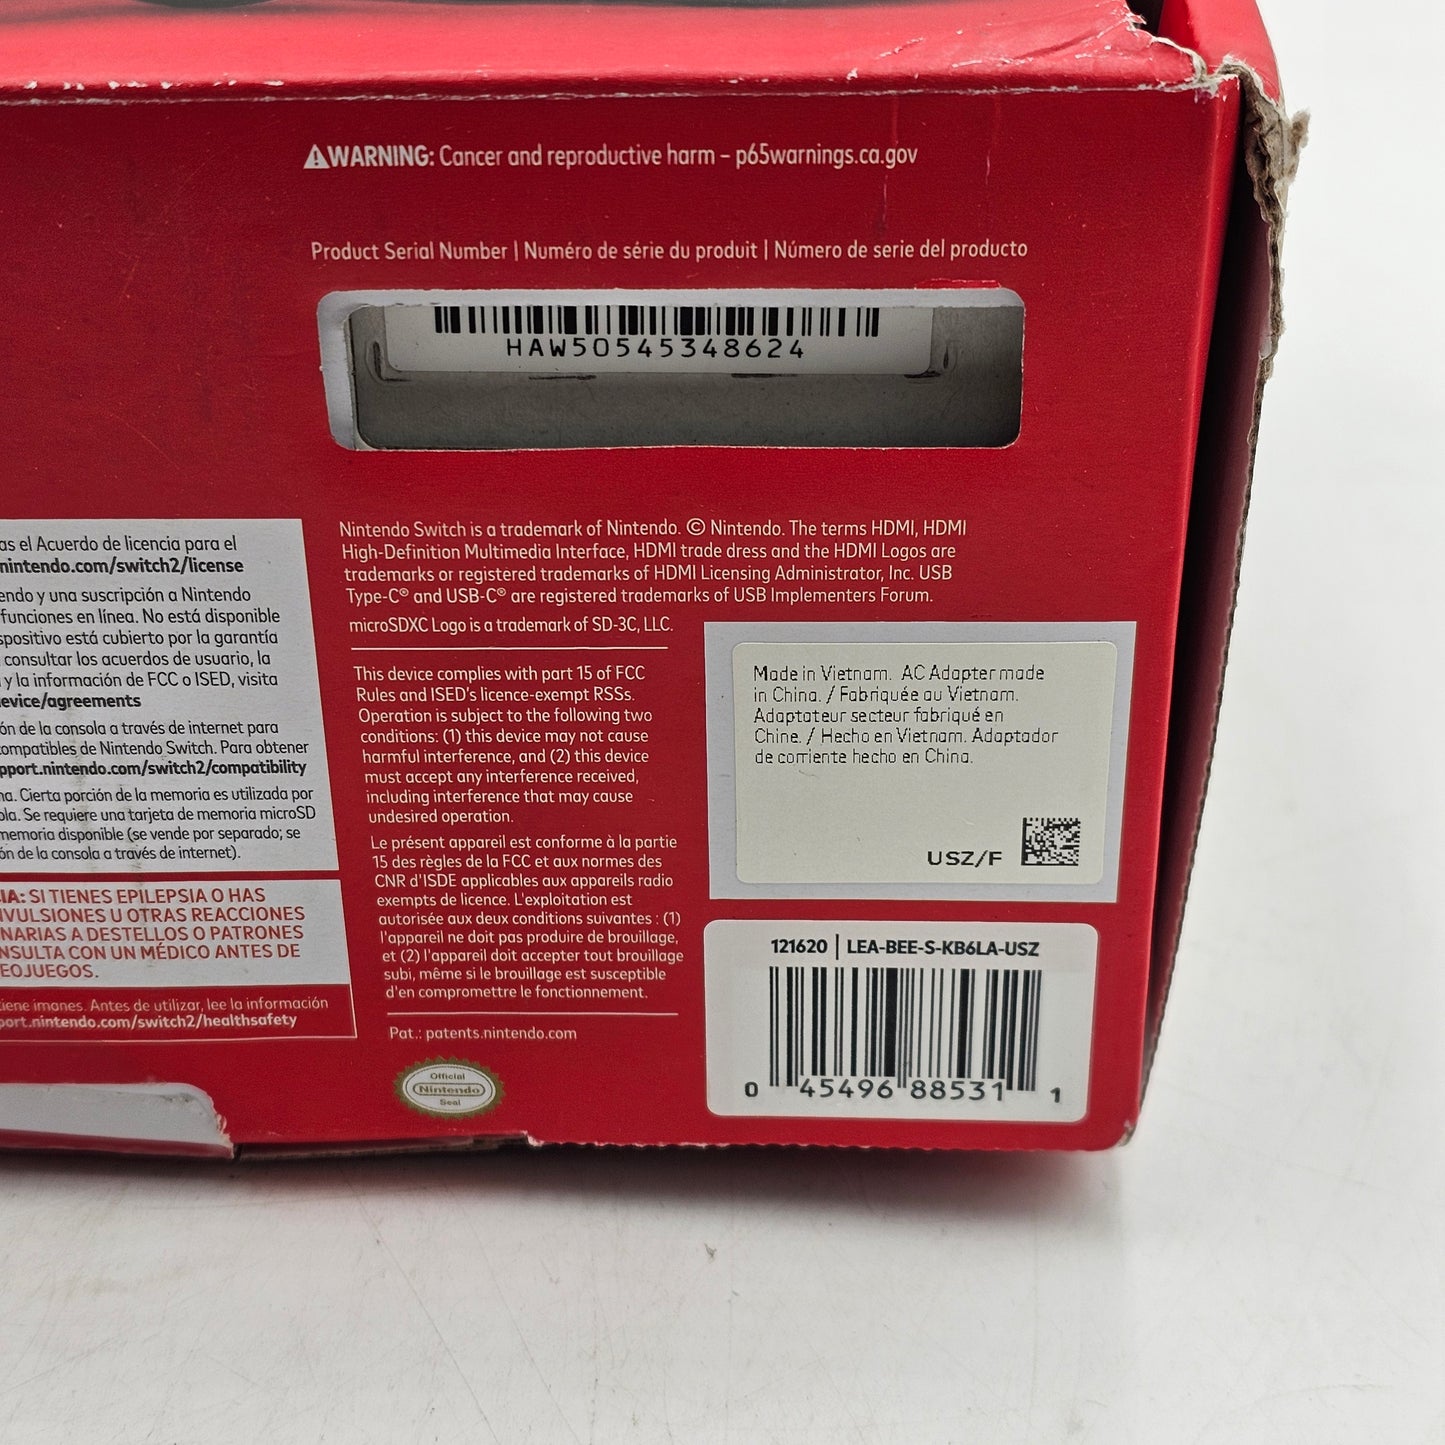 ⚠WARNING: Cancer and reproductive harm – p65warnings.ca.gov
Product Serial Number | Numéro de série du produit | Número de serie del producto
HAW50545348624
as el Acuerdo de licencia para el
nintendo.com/switch2/license
endo y una suscripción a Nintendo
funciones en línea. No está disponible
spositivo está cubierto por la garantía
consultar los acuerdos de usuario, la
y la información de FCC o ISED, visita
evice/agreements
ón de la consola a través de internet para
ompatibles de Nintendo Switch. Para obtener
pport.nintendo.com/switch2/compatibility
na. Cierta porción de la memoria es utilizada por
ola. Se requiere una tarjeta de memoria microSD
memoria disponible (se vende por separado; se
ón de la consola a través de internet).
IA: SI TIENES EPILEPSIA O HAS
NVULSIONES U OTRAS REACCIONES
NARIAS A DESTELLOS O PATRONES
NSULTA CON UN MÉDICO ANTES DE
EOJUEGOS.
tiene imanes. Antes de utilizar, lee la información
port.nintendo.com/switch2/healthsafety
Nintendo Switch is a trademark of Nintendo. © Nintendo. The terms HDMI, HDMI
High-Definition Multimedia Interface, HDMI trade dress and the HDMI Logos are
trademarks or registered trademarks of HDMI Licensing Administrator, Inc. USB
Type-C® and USB-C® are registered trademarks of USB Implementers Forum.
microSDXC Logo is a trademark of SD-3C, LLC.
This device complies with part 15 of FCC
Rules and ISED's licence-exempt RSSs.
Operation is subject to the following two
conditions: (1) this device may not cause
harmful interference, and (2) this device
must accept any interference received,
including interference that may cause
undesired operation.
Le présent appareil est conforme à la partie
15 des règles de la FCC et aux normes des
CNR d'ISDE applicables aux appareils radio
exempts de licence. L'exploitation est
autorisée aux deux conditions suivantes : (1)
l'appareil ne doit pas produire de brouillage,
et (2) l'appareil doit accepter tout brouillage
subi, même si le brouillage est susceptible
d'en compromettre le fonctionnement.
Pat.: patents.nintendo.com
Official
Nintendo
Seal
Made in Vietnam. AC Adapter made
in China. / Fabriquée au Vietnam.
Adaptateur secteur fabriqué en
Chine. / Hecho en Vietnam. Adaptador
de corriente hecho en China.
USZ/F
121620 | LEA-BEE-S-KB6LA-USZ
0 45496 88531 1